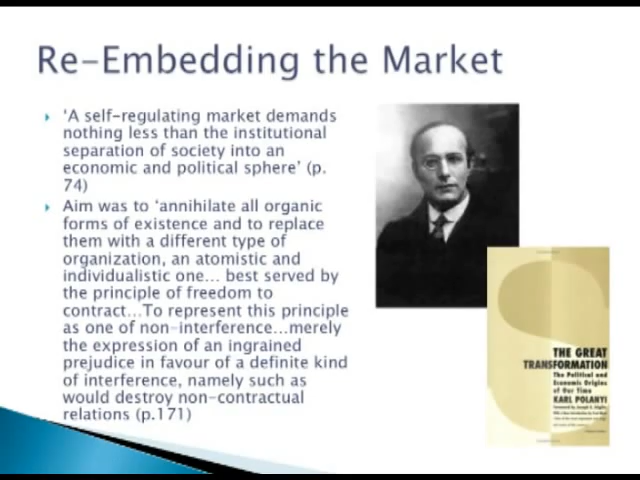 Re-Embedding the Market
‘A self-regulating market demands
nothing less than the institutional
separation of society into an
economic and political sphere’ (p.
74)
Aim was to ‘annihilate all organic
forms of existence and to replace
them with a different type of
organization, an atomistic and
individualistic one… best served by
the principle of freedom to
contract…To represent this principle
as one of non-interference…merely
the expression of an ingrained
prejudice in favour of a definite kind
of interference, namely such as
would destroy non-contractual
relations (p.171)
THE GREAT
TRANSFORMATION
The Political and
Economic Origins
of Our Time
KARL POLANYI